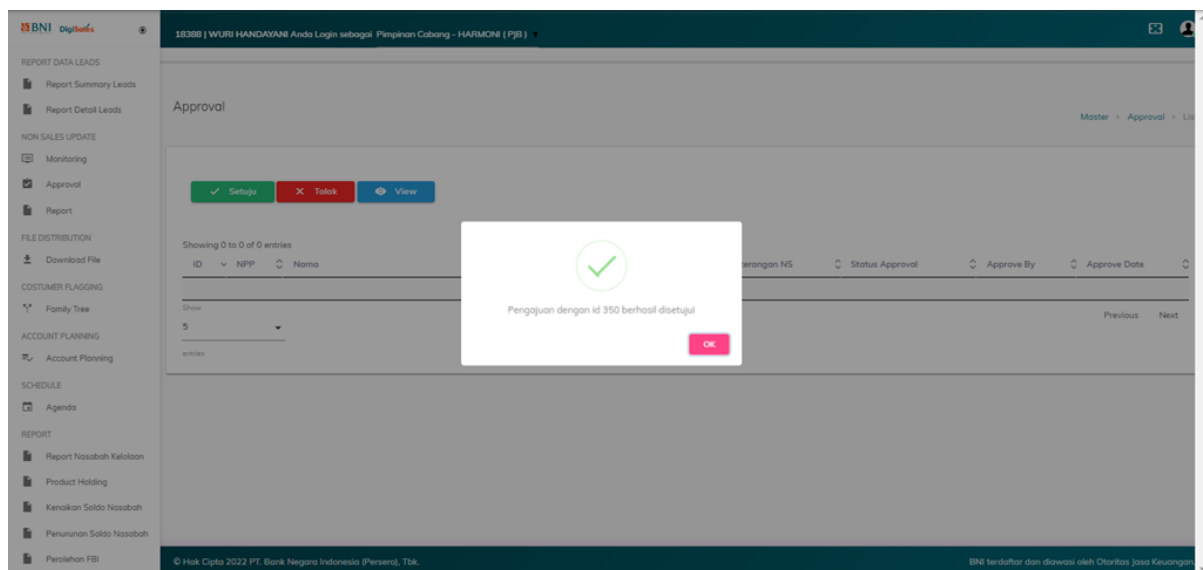 BNI DigiSales
18388 | WURI HANDAYANI Anda Login sebagai Pimpinan Cabang - HARMONI ( PJB )
REPORT DATA LEADS
Report Summary Leads
Report Detail Leads
NON SALES UPDATE
Monitoring
Approval
Report
FILE DISTRIBUTION
Download File
COSTUMER FLAGGING
Family Tree
ACCOUNT PLANNING
Account Planning
SCHEDULE
Agenda
REPORT
Report Nasabah Kelolaan
Product Holding
Kenaikan Saldo Nasabah
Penurunan Saldo Nasabah
Perolehan FBI
Approval
Master > Approval > Lis
Setuju Tolak View
Showing 0 to 0 of 0 entries
ID NPP Nama erangan NS Status Approval Approve By Approve Date
Show
5
entries
Previous Next
Pengajuan dengan id 350 berhasil disetujui
OK
© Hak Cipta 2022 PT. Bank Negara Indonesia (Persero), Tbk.
BNI terdaftar dan diawasi oleh Otoritas Jasa Keuangan